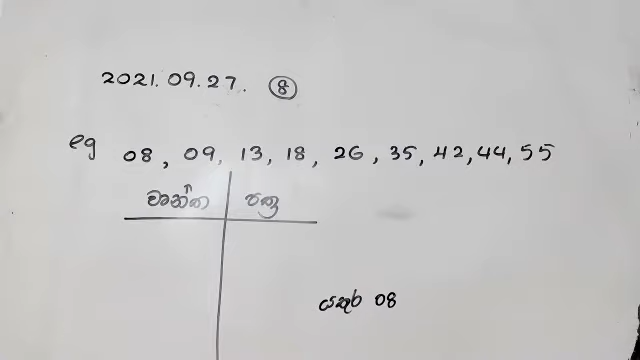 2021.09.27. 8
eg 08, 09, 13, 18, 26, 35, 42, 44, 55
වෘන්ත පත්‍ර
යතුර 08